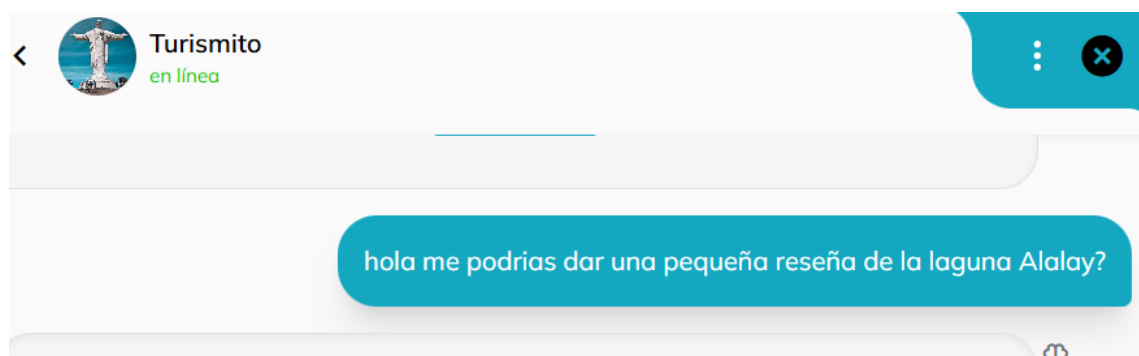 Turismito
en línea
hola me podrias dar una pequeña reseña de la laguna Alalay?